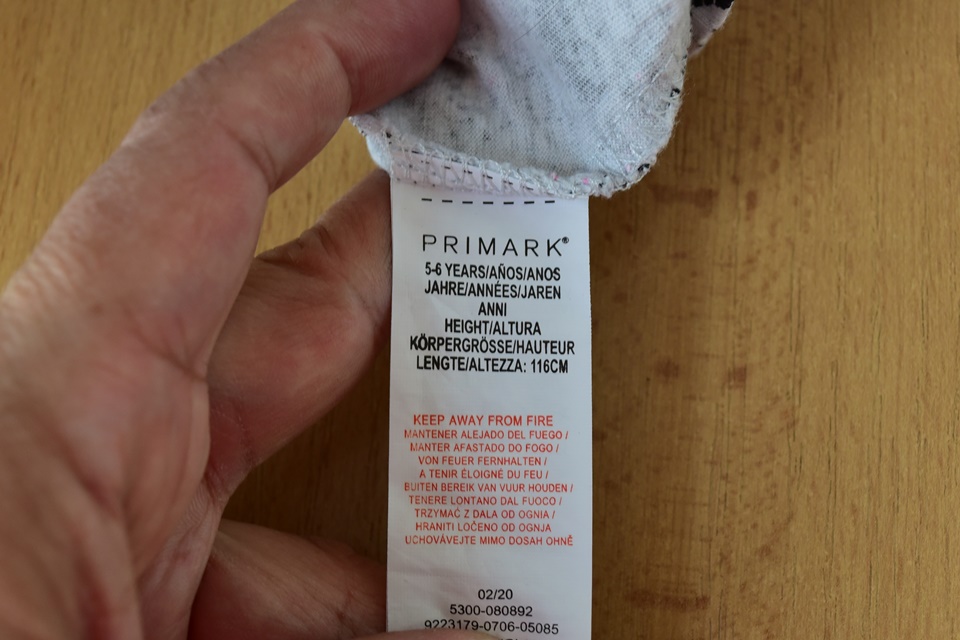 PRIMARK®
5-6 YEARS/AÑOS/ANOS
JAHRE/ANNÉES/JAREN
ANNI
HEIGHT/ALTURA
KÖRPERGRÖSSE/HAUTEUR
LENGTE/ALTEZZA: 116CM
KEEP AWAY FROM FIRE
MANTENER ALEJADO DEL FUEGO /
MANTER AFASTADO DO FOGO /
VON FEUER FERNHALTEN /
A TENIR ÉLOIGNÉ DU FEU /
BUITEN BEREIK VAN VUUR HOUDEN /
TENERE LONTANO DAL FUOCO /
TRZYMAĆ Z DALA OD OGNIA /
HRANITI LOČENO OD OGNJA
UCHOVÁVEJTE MIMO DOSAH OHNĚ
02/20
5300-080892
9223179-0706-05085